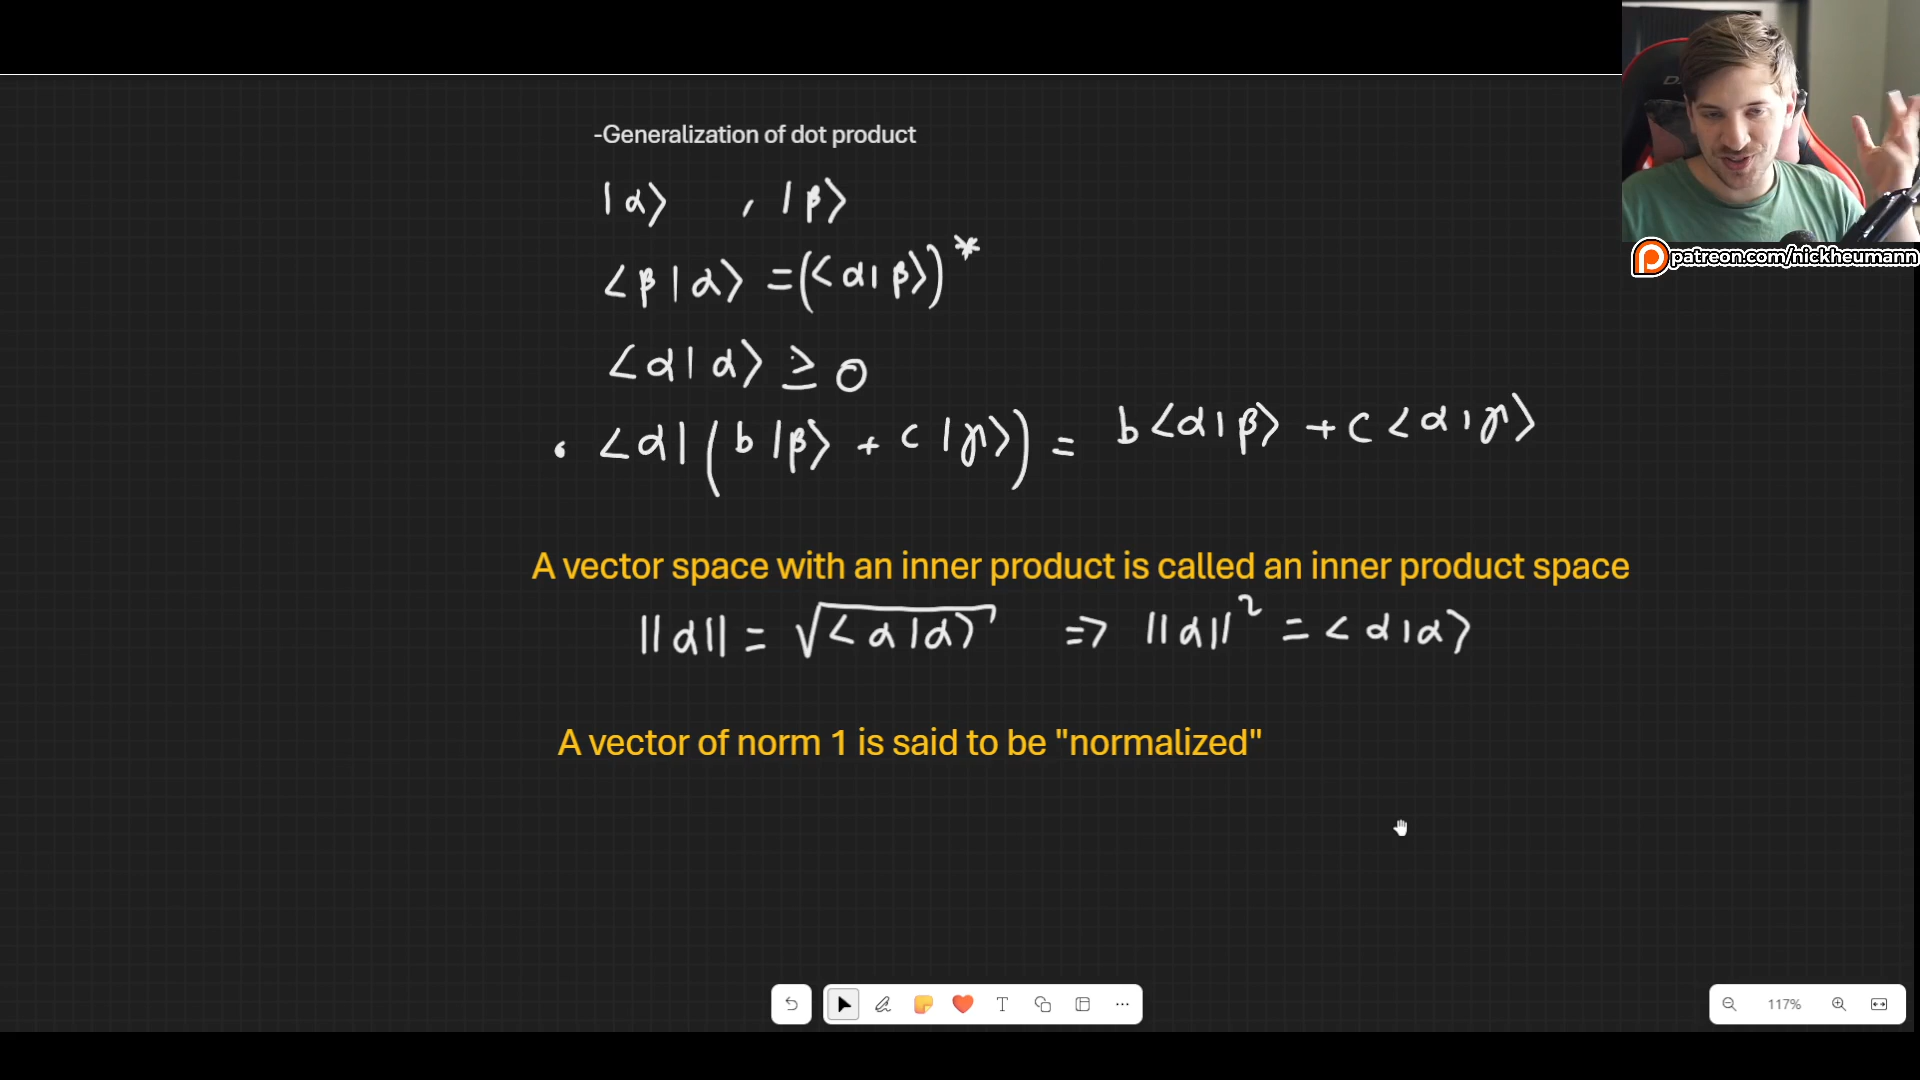 -Generalization of dot product
|α⟩ , |β⟩
⟨β|α⟩ = (⟨α|β⟩)*
⟨α|α⟩ ≥ 0
• ⟨α|(b|β⟩ + c|γ⟩) = b⟨α|β⟩ + c⟨α|γ⟩
A vector space with an inner product is called an inner product space
||α|| = √⟨α|α⟩ => ||α||² = ⟨α|α⟩
A vector of norm 1 is said to be "normalized"
patreon.com/nickheumann
117%